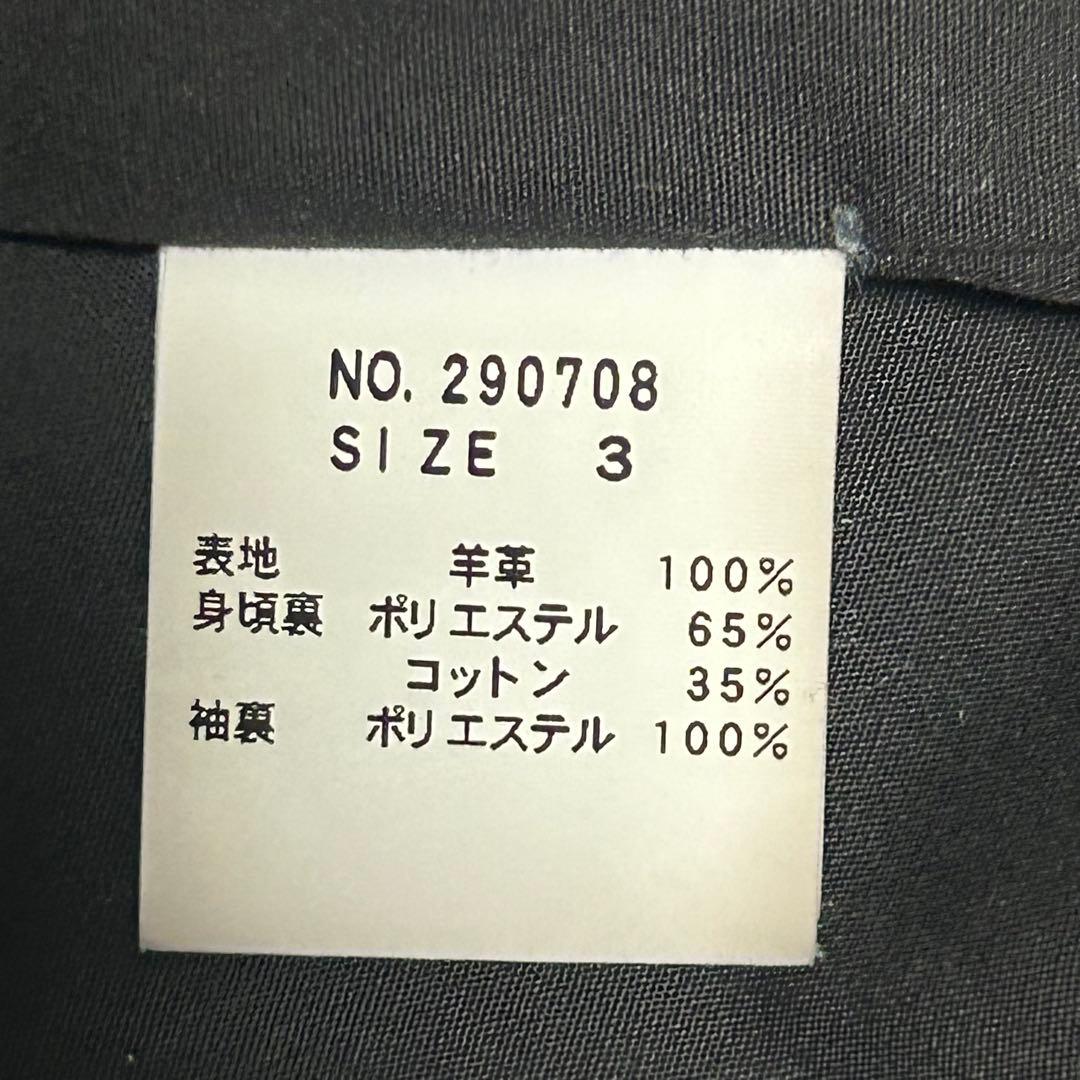 NO. 290708
SIZE 3
表地 羊革 100%
身頃裏 ポリエステル 65%
コットン 35%
袖裏 ポリエステル 100%